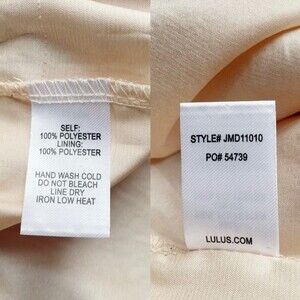 SELF:
100% POLYESTER
LINING:
100% POLYESTER
HAND WASH COLD
DO NOT BLEACH
LINE DRY
IRON LOW HEAT
STYLE# JMD11010
PO# 54739
LULUS.COM